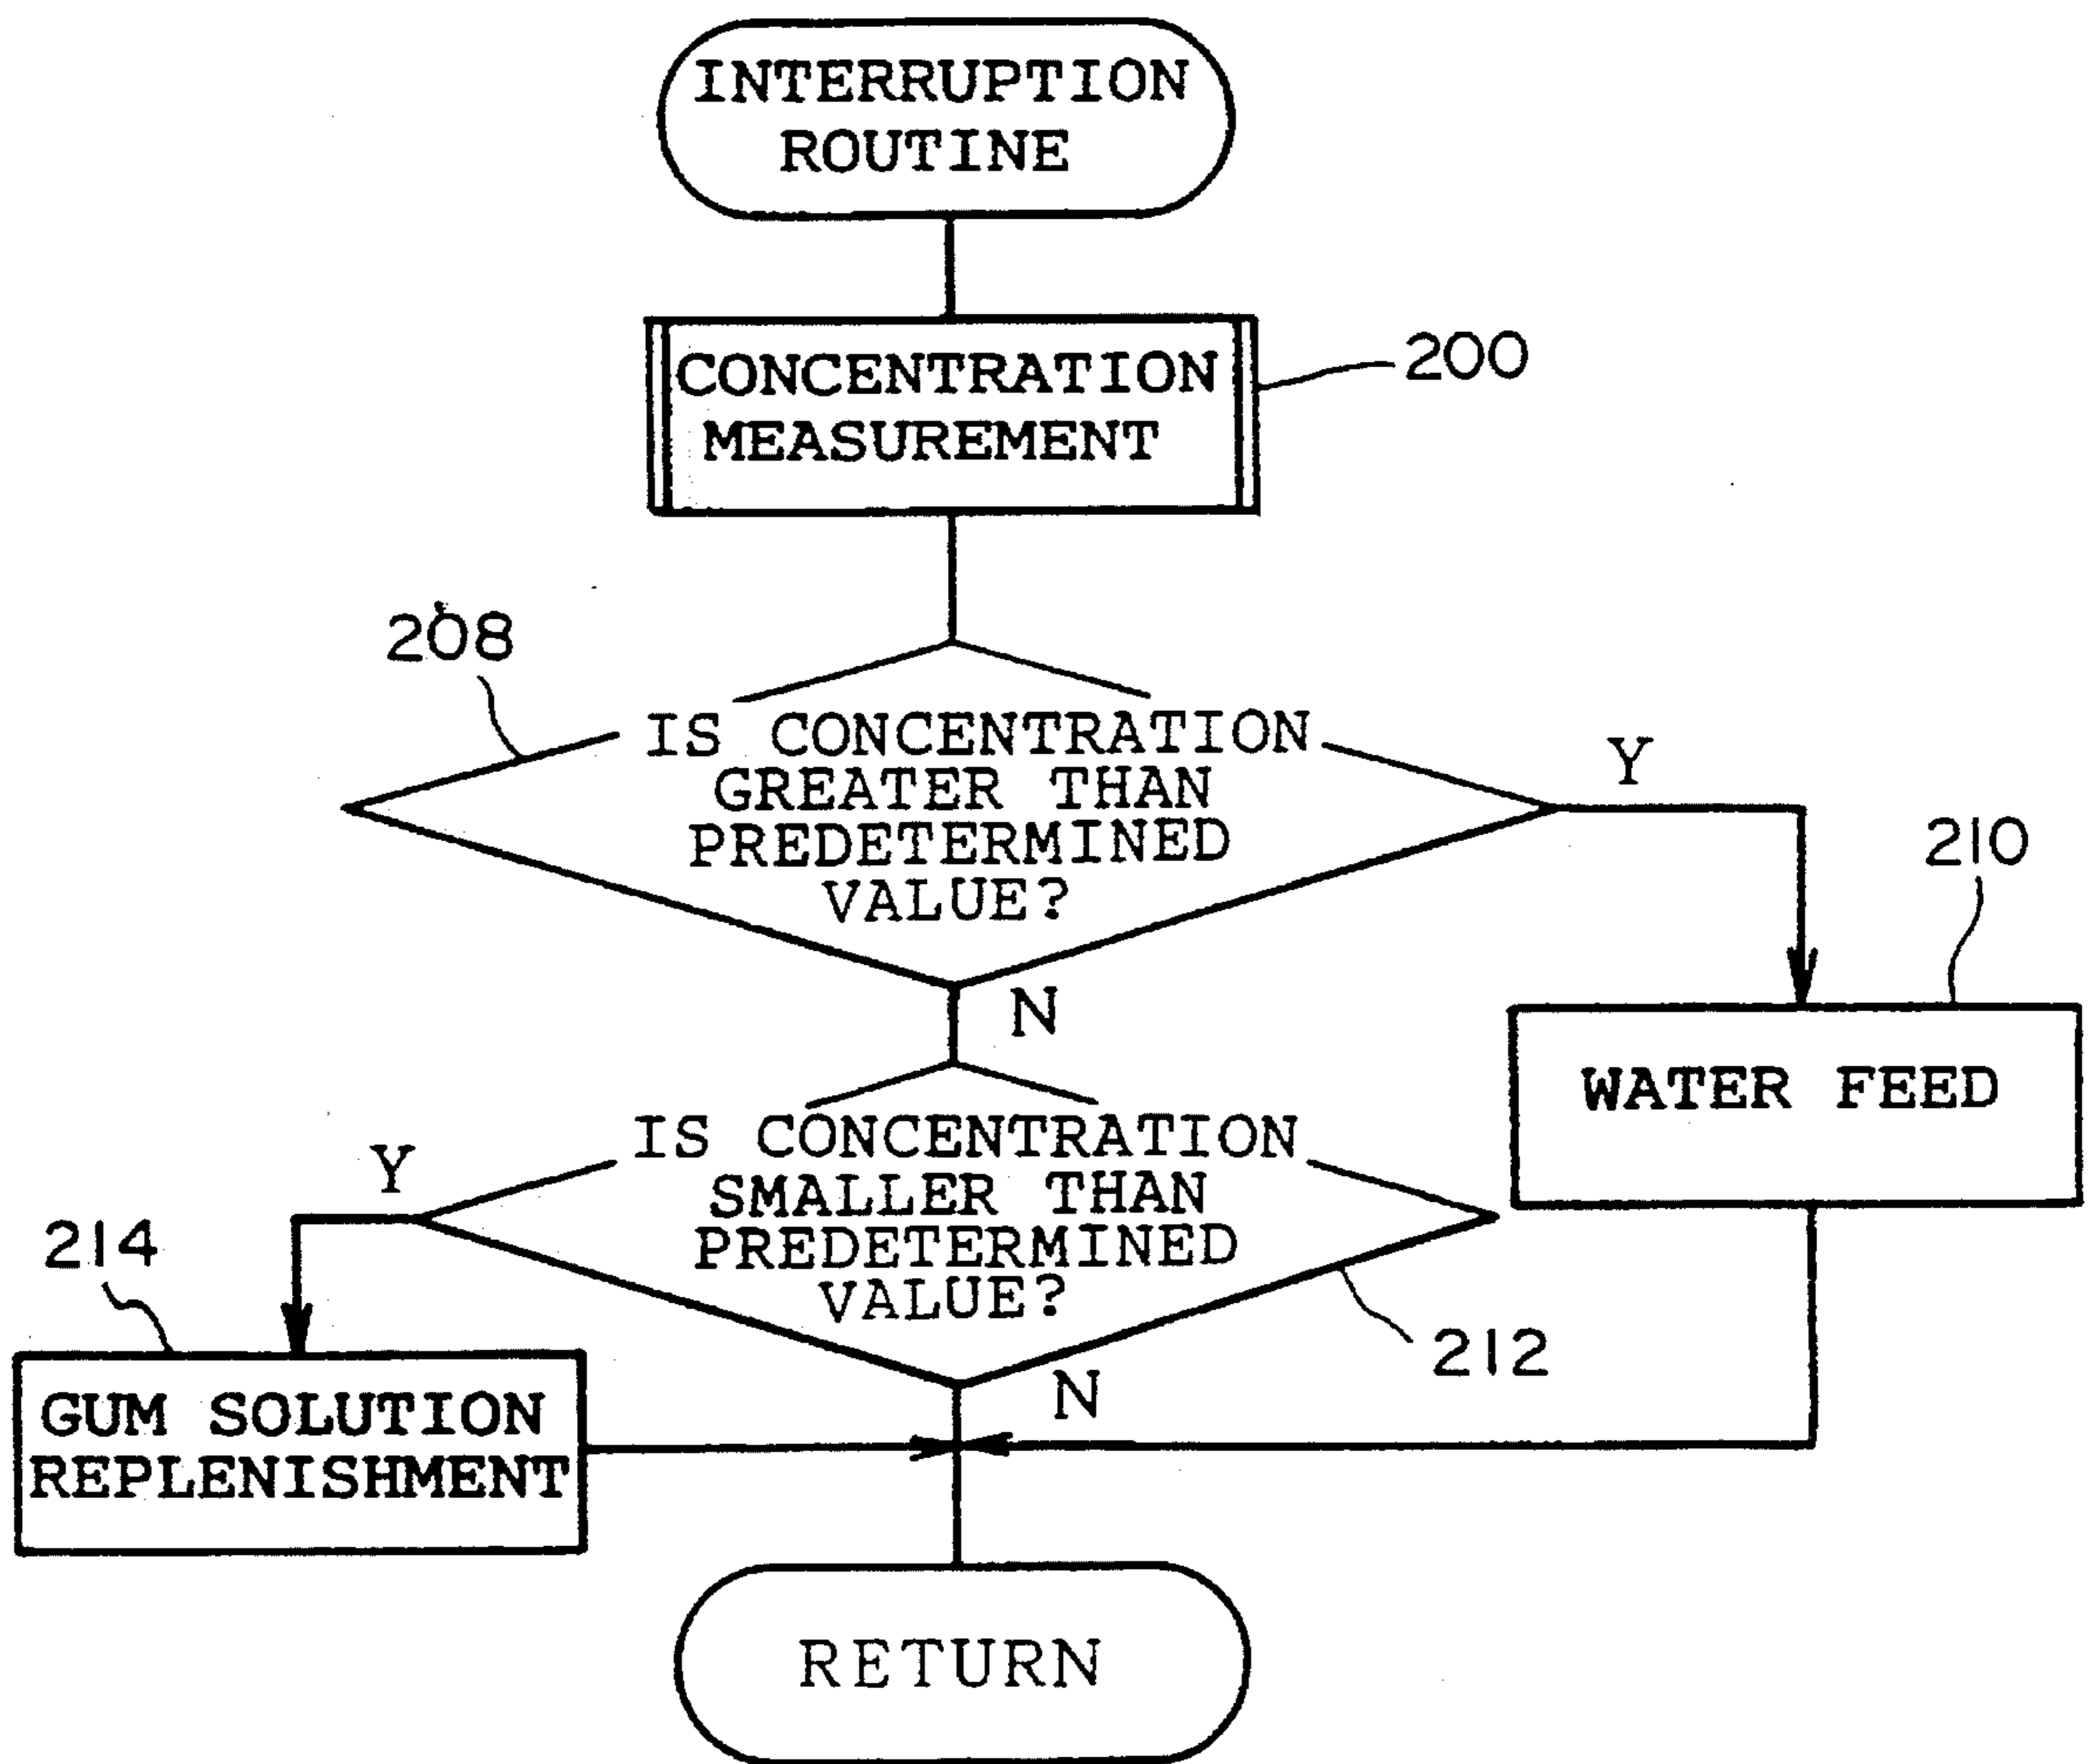 INTERRUPTION
ROUTINE
CONCENTRATION
MEASUREMENT
200
208
IS CONCENTRATION
GREATER THAN
PREDETERMINED
VALUE?
Y
210
N
WATER FEED
IS CONCENTRATION
SMALLER THAN
PREDETERMINED
VALUE?
Y
214
212
N
GUM SOLUTION
REPLENISHMENT
RETURN